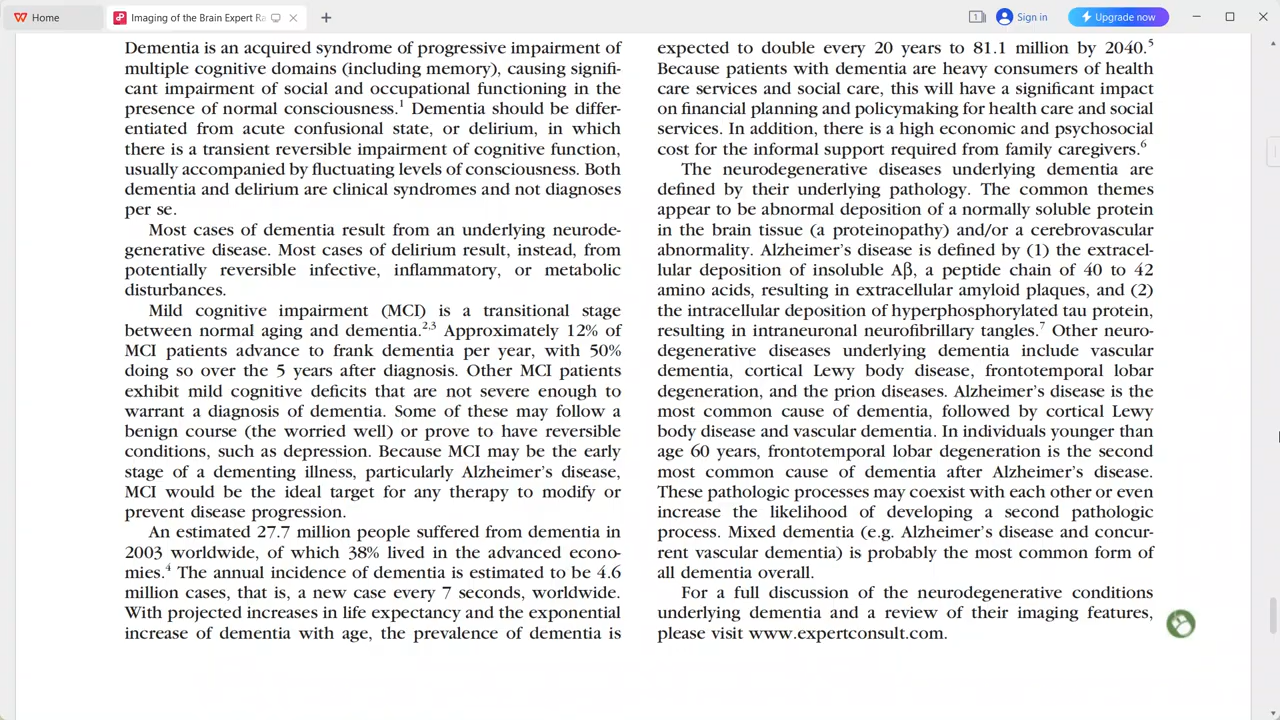 Home
Imaging of the Brain Expert Ra
Sign in
Upgrade now
Dementia is an acquired syndrome of progressive impairment of
multiple cognitive domains (including memory), causing signifi-
cant impairment of social and occupational functioning in the
presence of normal consciousness.1 Dementia should be differ-
entiated from acute confusional state, or delirium, in which
there is a transient reversible impairment of cognitive function,
usually accompanied by fluctuating levels of consciousness. Both
dementia and delirium are clinical syndromes and not diagnoses
per se.
Most cases of dementia result from an underlying neurode-
generative disease. Most cases of delirium result, instead, from
potentially reversible infective, inflammatory, or metabolic
disturbances.
Mild cognitive impairment (MCI) is a transitional stage
between normal aging and dementia.2,3 Approximately 12% of
MCI patients advance to frank dementia per year, with 50%
doing so over the 5 years after diagnosis. Other MCI patients
exhibit mild cognitive deficits that are not severe enough to
warrant a diagnosis of dementia. Some of these may follow a
benign course (the worried well) or prove to have reversible
conditions, such as depression. Because MCI may be the early
stage of a dementing illness, particularly Alzheimer's disease,
MCI would be the ideal target for any therapy to modify or
prevent disease progression.
An estimated 27.7 million people suffered from dementia in
2003 worldwide, of which 38% lived in the advanced econo-
mies.4 The annual incidence of dementia is estimated to be 4.6
million cases, that is, a new case every 7 seconds, worldwide.
With projected increases in life expectancy and the exponential
increase of dementia with age, the prevalence of dementia is
expected to double every 20 years to 81.1 million by 2040.5
Because patients with dementia are heavy consumers of health
care services and social care, this will have a significant impact
on financial planning and policymaking for health care and social
services. In addition, there is a high economic and psychosocial
cost for the informal support required from family caregivers.6
The neurodegenerative diseases underlying dementia are
defined by their underlying pathology. The common themes
appear to be abnormal deposition of a normally soluble protein
in the brain tissue (a proteinopathy) and/or a cerebrovascular
abnormality. Alzheimer's disease is defined by (1) the extracel-
lular deposition of insoluble Aβ, a peptide chain of 40 to 42
amino acids, resulting in extracellular amyloid plaques, and (2)
the intracellular deposition of hyperphosphorylated tau protein,
resulting in intraneuronal neurofibrillary tangles.7 Other neuro-
degenerative diseases underlying dementia include vascular
dementia, cortical Lewy body disease, frontotemporal lobar
degeneration, and the prion diseases. Alzheimer's disease is the
most common cause of dementia, followed by cortical Lewy
body disease and vascular dementia. In individuals younger than
age 60 years, frontotemporal lobar degeneration is the second
most common cause of dementia after Alzheimer's disease.
These pathologic processes may coexist with each other or even
increase the likelihood of developing a second pathologic
process. Mixed dementia (e.g. Alzheimer's disease and concur-
rent vascular dementia) is probably the most common form of
all dementia overall.
For a full discussion of the neurodegenerative conditions
underlying dementia and a review of their imaging features,
please visit www.expertconsult.com.